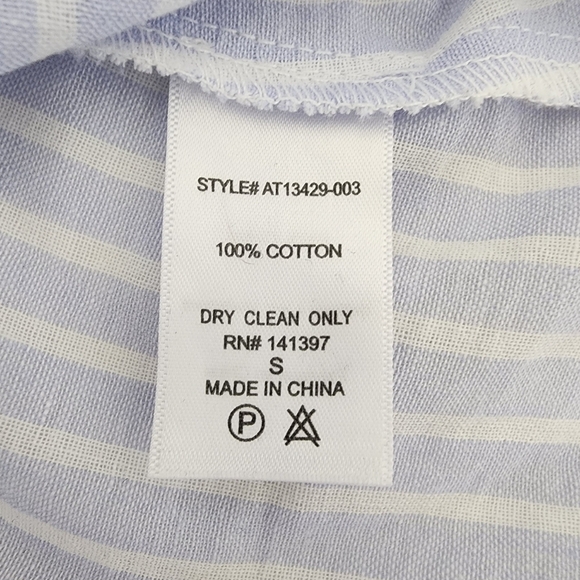 STYLE# AT13429-003
100% COTTON
DRY CLEAN ONLY
RN# 141397
S
MADE IN CHINA
P